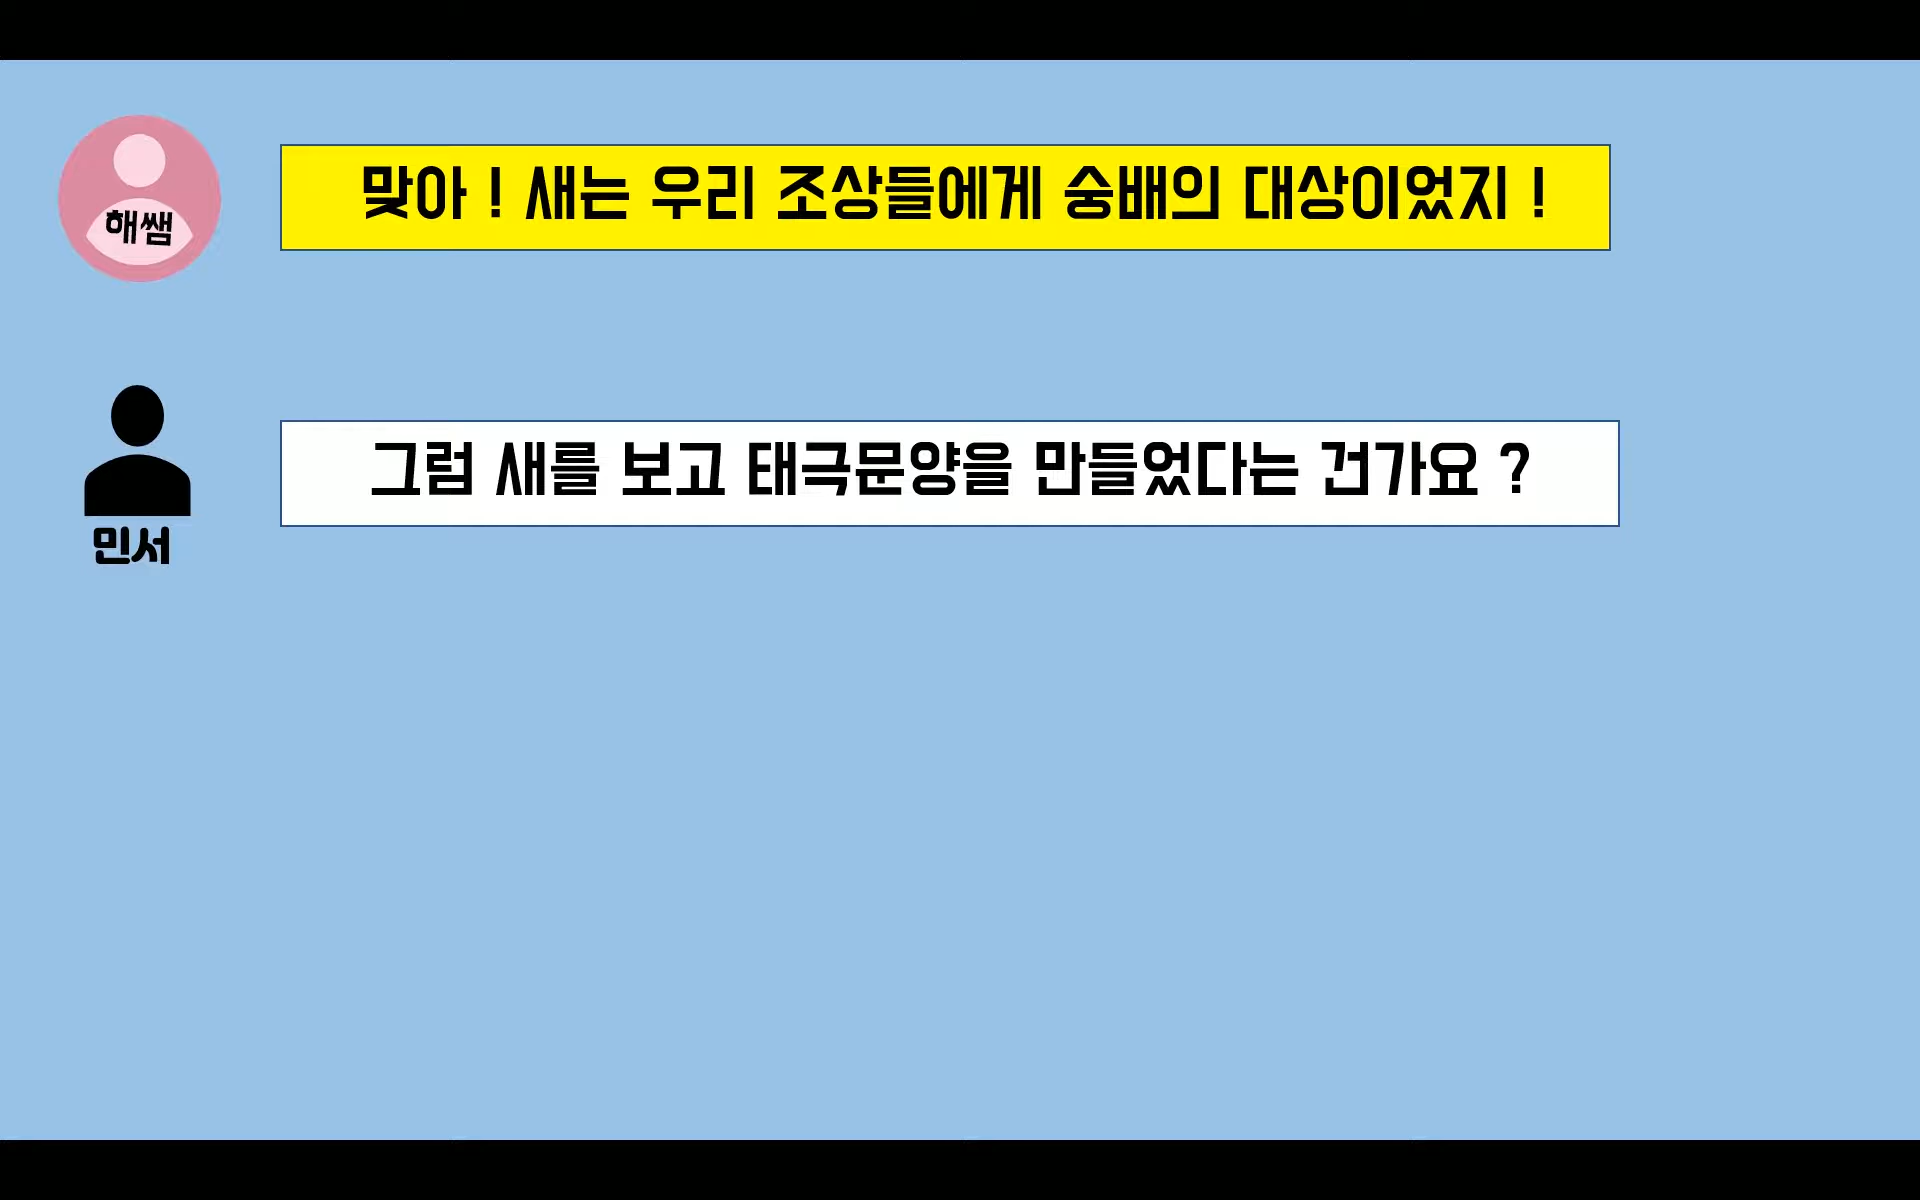 해쌤
맞아 ! 새는 우리 조상들에게 숭배의 대상이었지 !
그럼 새를 보고 태극문양을 만들었다는 건가요 ?
민서